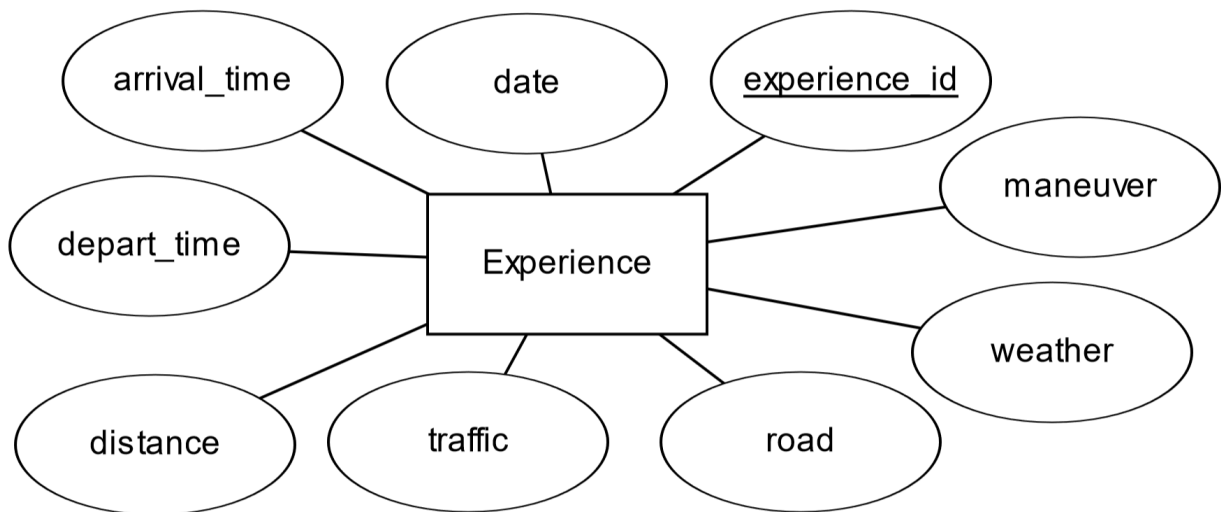 arrival_time
date
experience_id
maneuver
depart_time
Experience
weather
distance
traffic
road